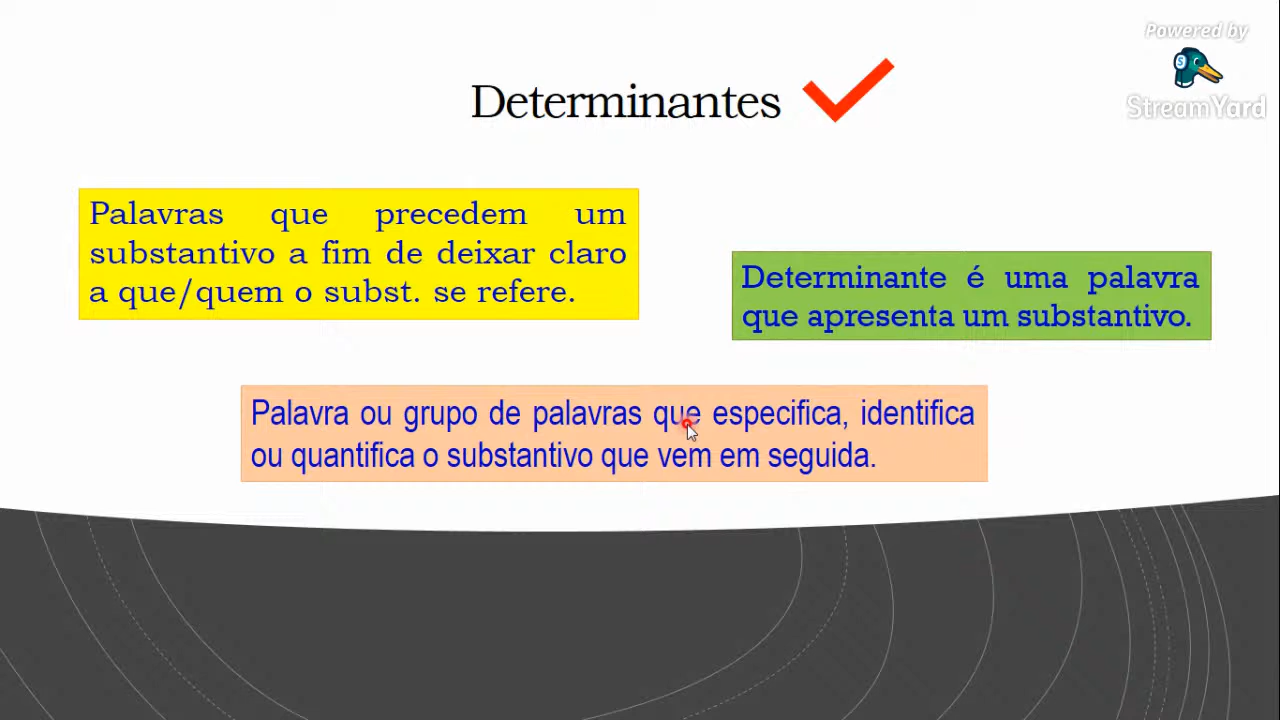 Powered by
StreamYard
Determinantes
Palavras que precedem um
substantivo a fim de deixar claro
a que/quem o subst. se refere.
Determinante é uma palavra
que apresenta um substantivo.
Palavra ou grupo de palavras que especifica, identifica
ou quantifica o substantivo que vem em seguida.